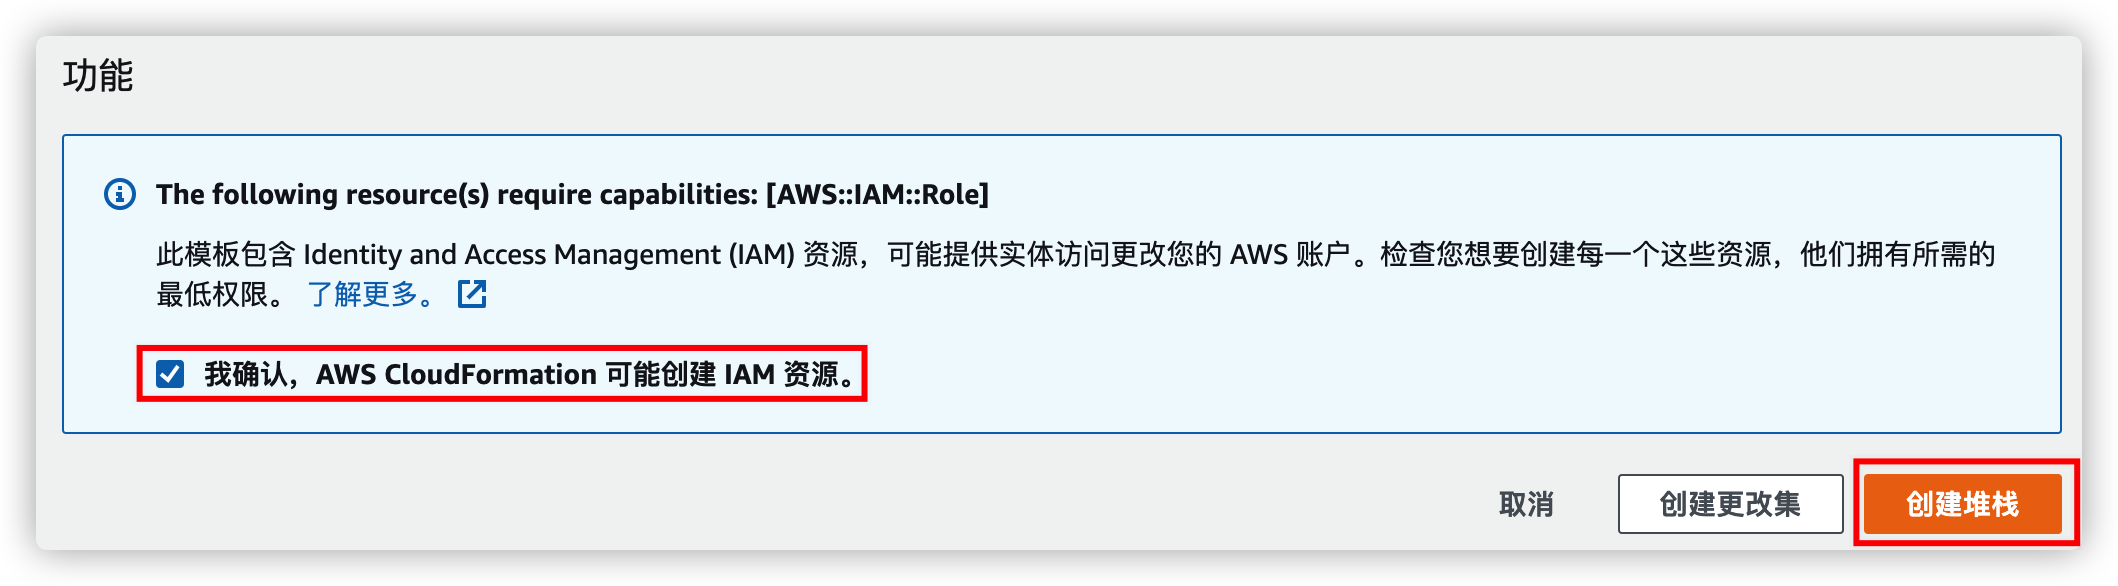 功能
The following resource(s) require capabilities: [AWS::IAM::Role]
此模板包含 Identity and Access Management (IAM) 资源，可能提供实体访问更改您的 AWS 账户。检查您想要创建每一个这些资源，他们拥有所需的
最低权限。 了解更多。
我确认，AWS CloudFormation 可能创建 IAM 资源。
取消 创建更改集 创建堆栈